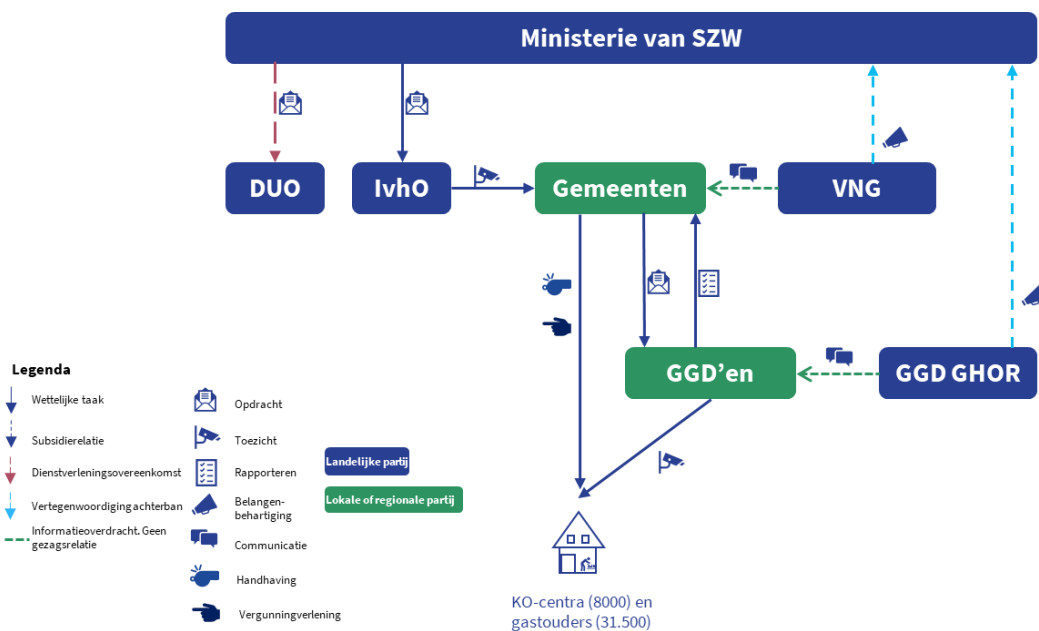 Ministerie van SZW
DUO
IvhO
Gemeenten
VNG
GGD'en
GGD GHOR
Legenda
Wettelijke taak
Subsidierelatie
Dienstverleningsovereenkomst
Vertegenwoordiging achterban
Informatieoverdracht. Geen
gezagsrelatie
Opdracht
Toezicht
Rapporteren
Belangen-
behartiging
Communicatie
Handhaving
Vergunningverlening
Landelijke partij
Lokale of regionale partij
KO-centra (8000) en
gastouders (31.500)